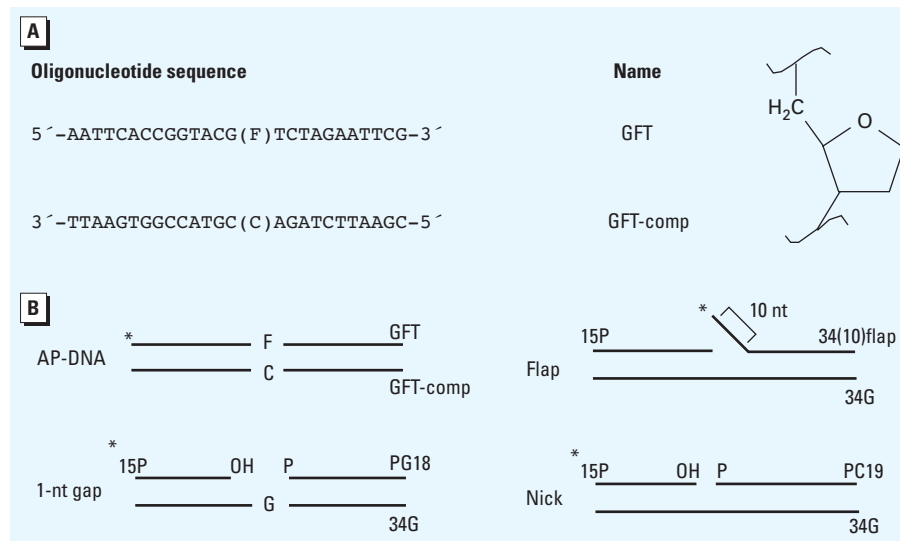 A
Oligonucleotide sequence Name
5´-AATTCACCGGTACG(F)TCTAGAATTCG-3´ GFT
H2C
O
3´-TTAAGTGGCCATGC(C)AGATCTTAAGC-5´ GFT-comp
B
AP-DNA
*
F
GFT
C
GFT-comp
Flap
15P
*
10 nt
34(10)flap
34G
1-nt gap
*
15P OH P PG18
G
34G
Nick
*
15P OH P PC19
34G